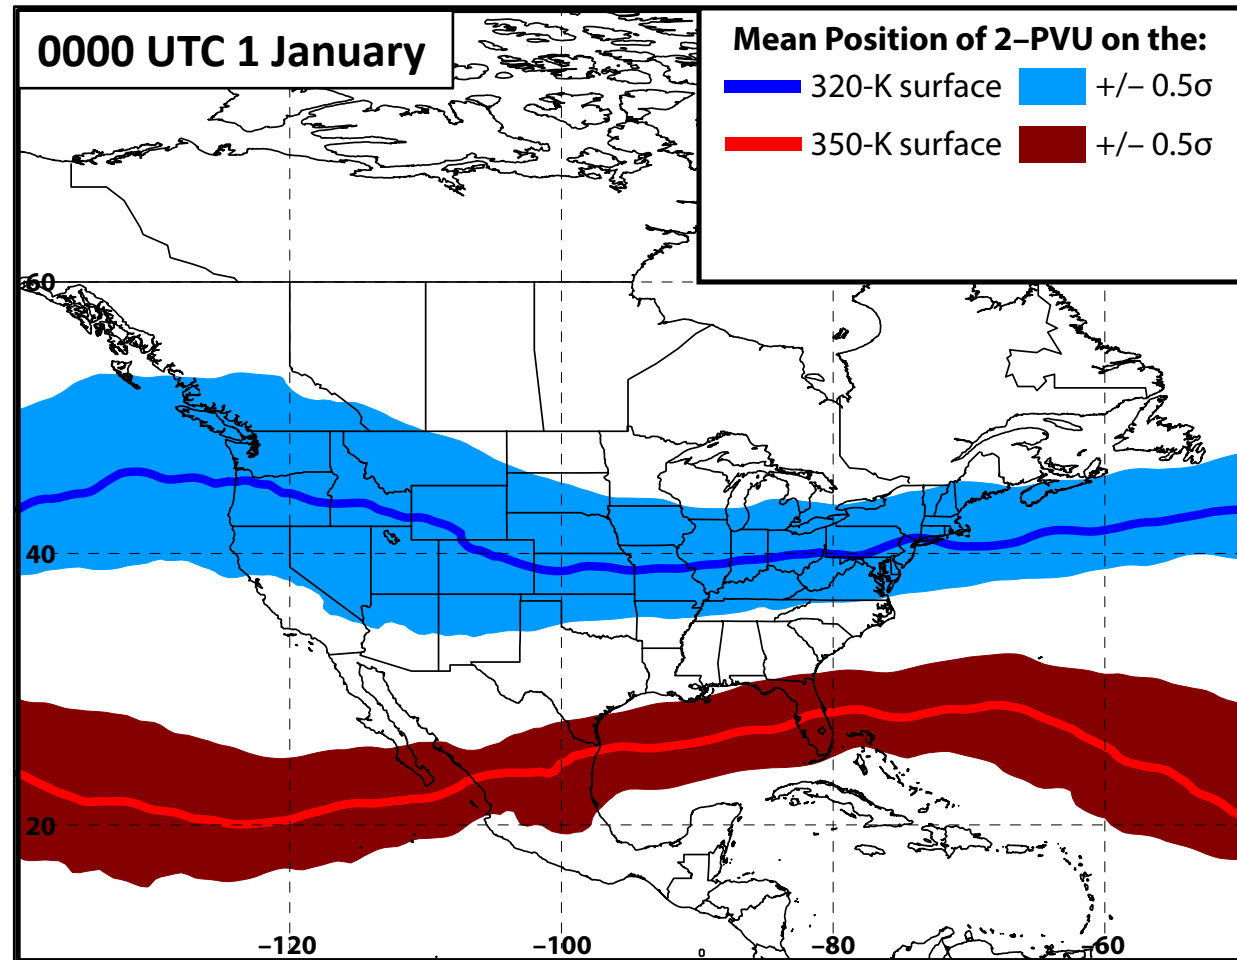 0000 UTC 1 January
Mean Position of 2–PVU on the:
320-K surface +/– 0.5σ
350-K surface +/– 0.5σ
60
40
20
–120 –100 –80 –60